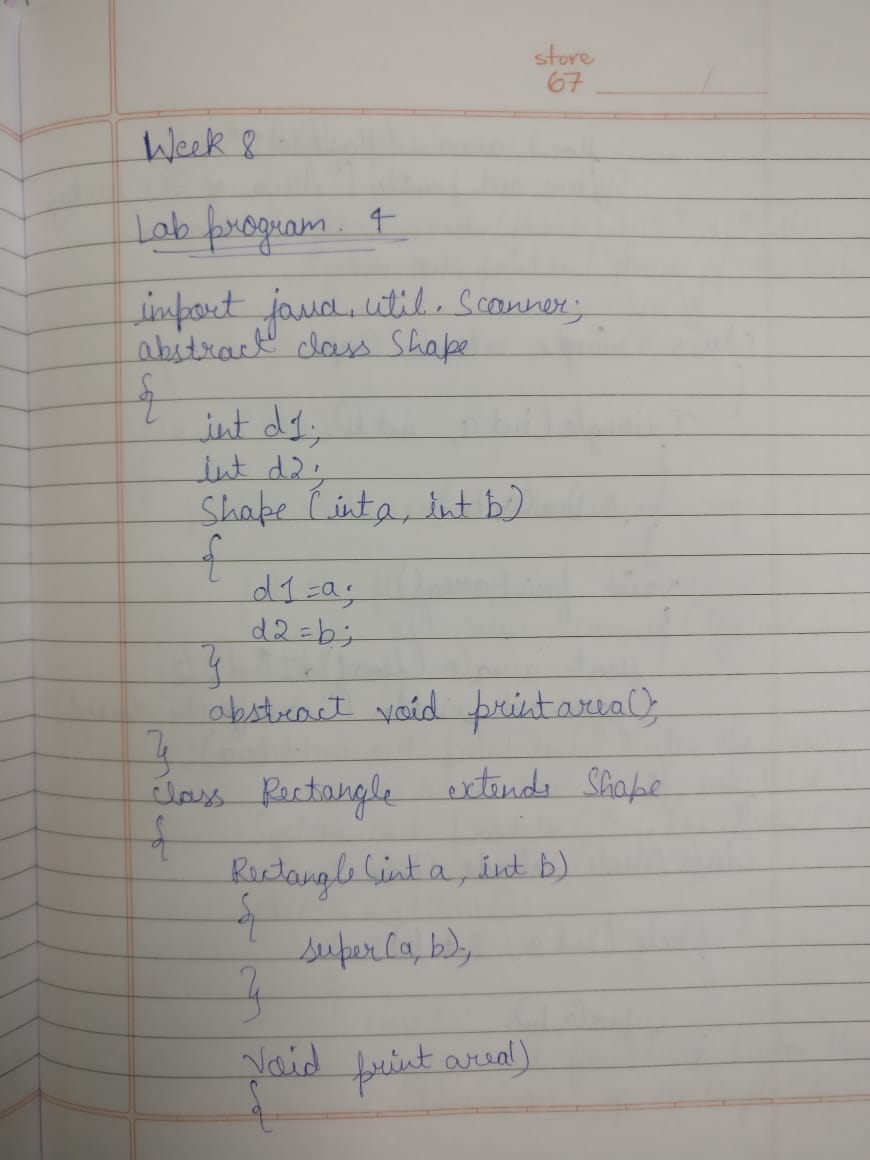 store
67
Week 8
Lab program. 4
import java.util.Scanner;
abstract class Shape
{
int d1;
int d2;
Shape (int a, int b)
{
d1=a;
d2=b;
}
abstract void printarea();
}
class Rectangle extends Shape
{
Rectangle(int a, int b)
{
super(a,b);
}
void print area()
{